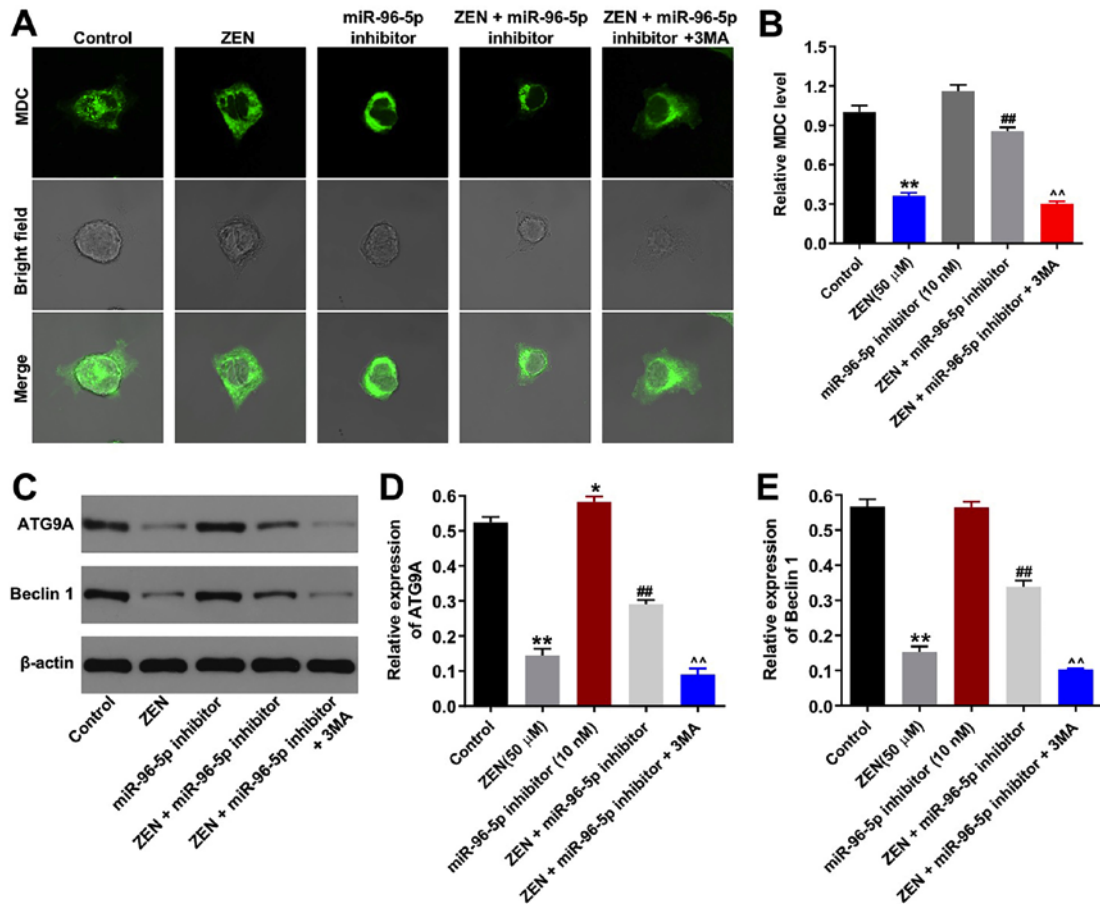 A
Control
ZEN
miR-96-5p
inhibitor
ZEN + miR-96-5p
inhibitor
ZEN + miR-96-5p
inhibitor +3MA
MDC
Bright field
Merge
B
Relative MDC level
1.5
1.2
0.9
0.6
0.3
0.0
**
##
^^
Control
ZEN(50 μM)
miR-96-5p inhibitor (10 nM)
ZEN + miR-96-5p inhibitor
ZEN + miR-96-5p inhibitor + 3MA
C
ATG9A
Beclin 1
β-actin
Control
ZEN
miR-96-5p inhibitor
ZEN + miR-96-5p inhibitor
ZEN + miR-96-5p inhibitor
+ 3MA
D
Relative expression
of ATG9A
0.6
0.5
0.4
0.3
0.2
0.1
0.0
**
*
##
^^
Control
ZEN(50 μM)
miR-96-5p inhibitor (10 nM)
ZEN + miR-96-5p inhibitor
ZEN + miR-96-5p inhibitor + 3MA
E
Relative expression
of Beclin 1
0.6
0.5
0.4
0.3
0.2
0.1
0.0
**
##
^^
Control
ZEN(50 μM)
miR-96-5p inhibitor (10 nM)
ZEN + miR-96-5p inhibitor
ZEN + miR-96-5p inhibitor + 3MA